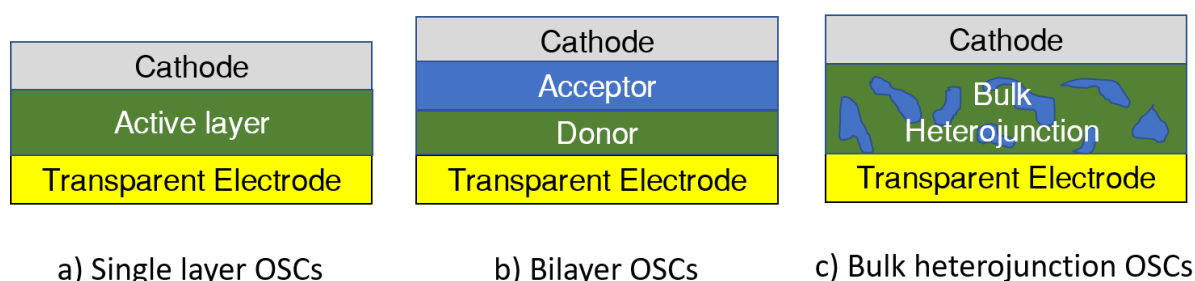 Cathode
Active layer
Transparent Electrode
a) Single layer OSCs
Cathode
Acceptor
Donor
Transparent Electrode
b) Bilayer OSCs
Cathode
Bulk
Heterojunction
Transparent Electrode
c) Bulk heterojunction OSCs